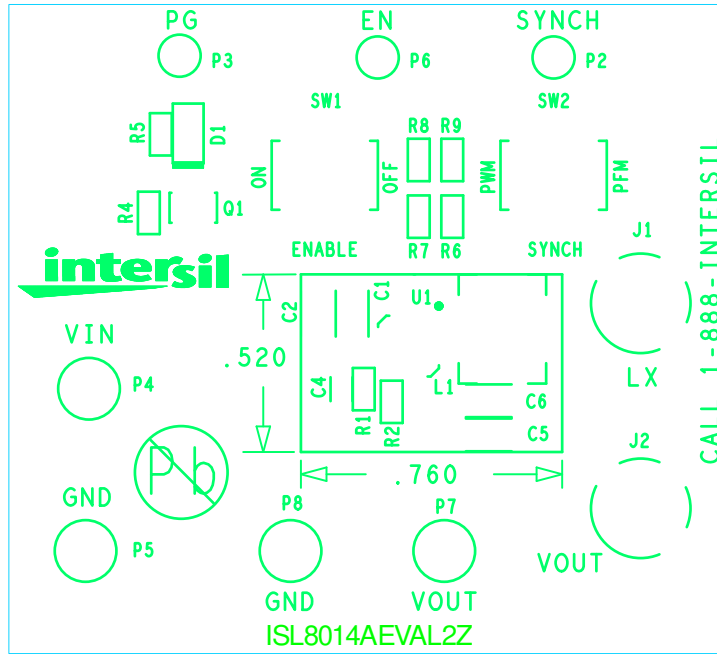 PG
EN
SYNCH
P3
P6
P2
SW1
SW2
R5
D1
R8
R9
ON
OFF
PWM
PFM
R4
Q1
R7
R6
ENABLE
SYNCH
J1
CALL 1-888-INTERSIL
intersil
C2
C1
U1
VIN
.520
LX
P4
C4
R1
R2
L1
C6
C5
J2
Pb
.760
GND
P5
P8
P7
VOUT
GND
VOUT
ISL8014AEVAL2Z